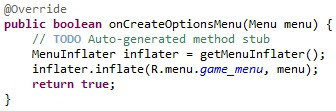 @Override
public boolean onCreateOptionsMenu(Menu menu) {
    // TODO Auto-generated method stub
    MenuInflater inflater = getMenuInflater();
    inflater.inflate(R.menu.game_menu, menu);
    return true;
}